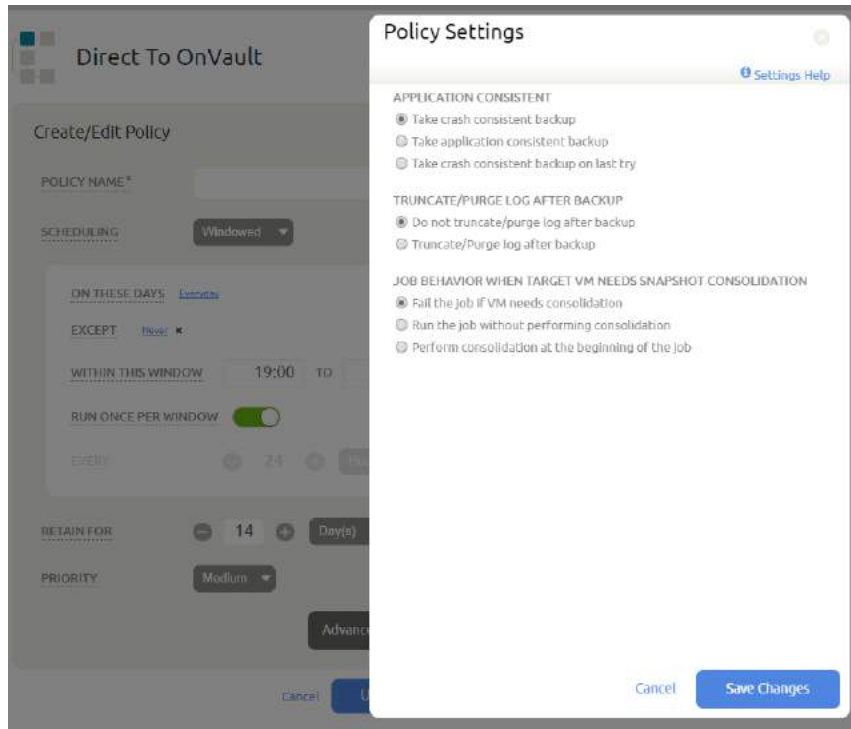 Direct To OnVault
Create/Edit Policy
POLICY NAME*
SCHEDULING Windowed
ON THESE DAYS Everyday
EXCEPT Never ×
WITHIN THIS WINDOW 19:00 TO
RUN ONCE PER WINDOW
EVERY 24
RETAIN FOR 14 Day(s)
PRIORITY Medium
Advance
Cancel U
Policy Settings
Settings Help
APPLICATION CONSISTENT
Take crash consistent backup
Take application consistent backup
Take crash consistent backup on last try
TRUNCATE/PURGE LOG AFTER BACKUP
Do not truncate/purge log after backup
Truncate/Purge log after backup
JOB BEHAVIOR WHEN TARGET VM NEEDS SNAPSHOT CONSOLIDATION
Fail the job if VM needs consolidation
Run the job without performing consolidation
Perform consolidation at the beginning of the job
Cancel Save Changes